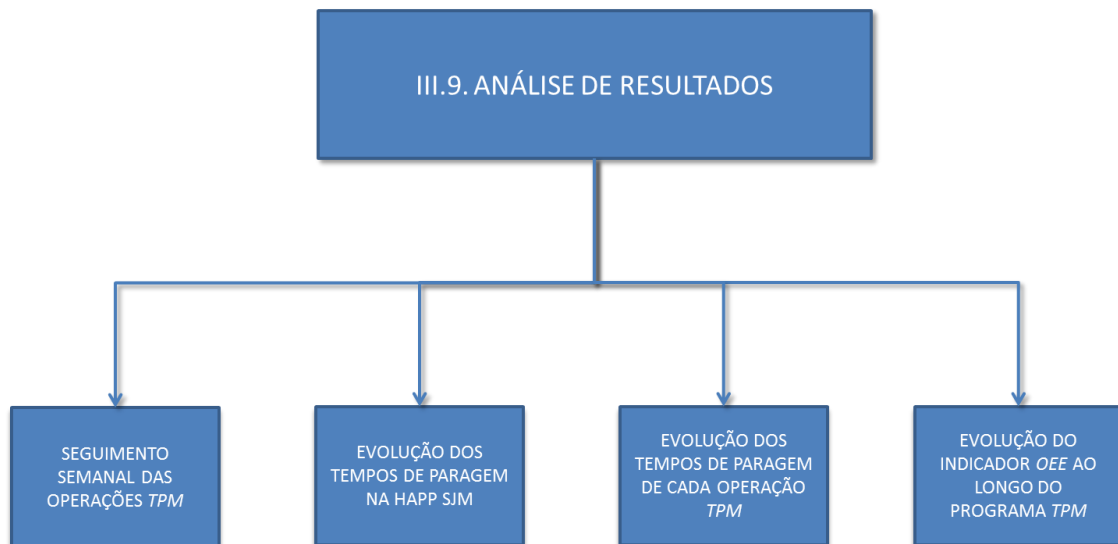 III.9. ANÁLISE DE RESULTADOS
SEGUIMENTO
SEMANAL DAS
OPERAÇÕES TPM
EVOLUÇÃO DOS
TEMPOS DE PARAGEM
NA HAPP SJM
EVOLUÇÃO DOS
TEMPOS DE PARAGEM
DE CADA OPERAÇÃO
TPM
EVOLUÇÃO DO
INDICADOR OEE AO
LONGO DO
PROGRAMA TPM